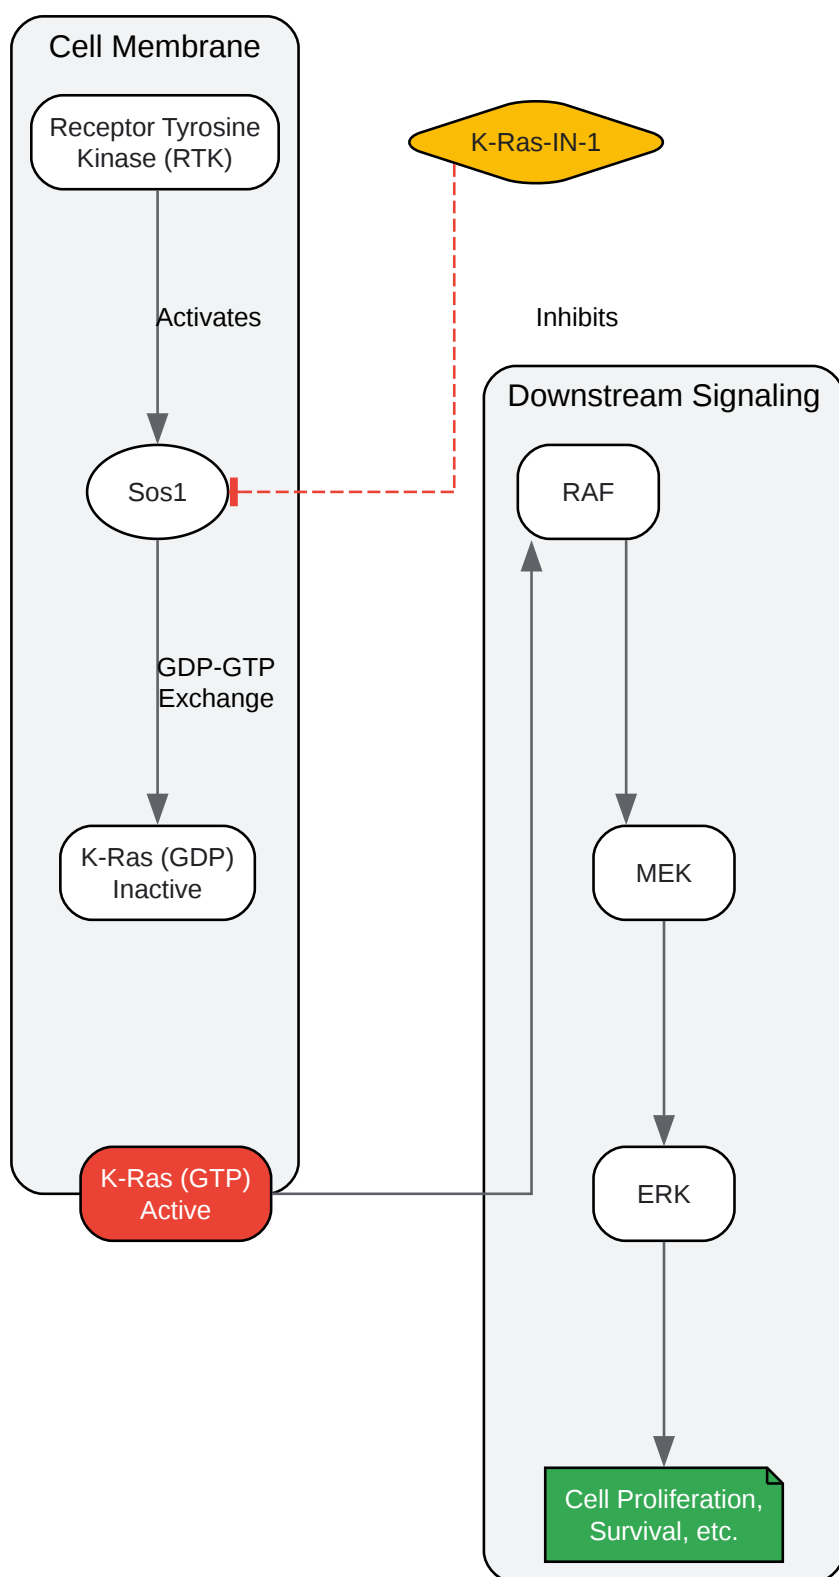 Cell Membrane
Receptor Tyrosine
Kinase (RTK)
K-Ras-IN-1
Activates
Inhibits
Downstream Signaling
Sos1
RAF
GDP-GTP
Exchange
K-Ras (GDP)
Inactive
MEK
K-Ras (GTP)
Active
ERK
Cell Proliferation,
Survival, etc.